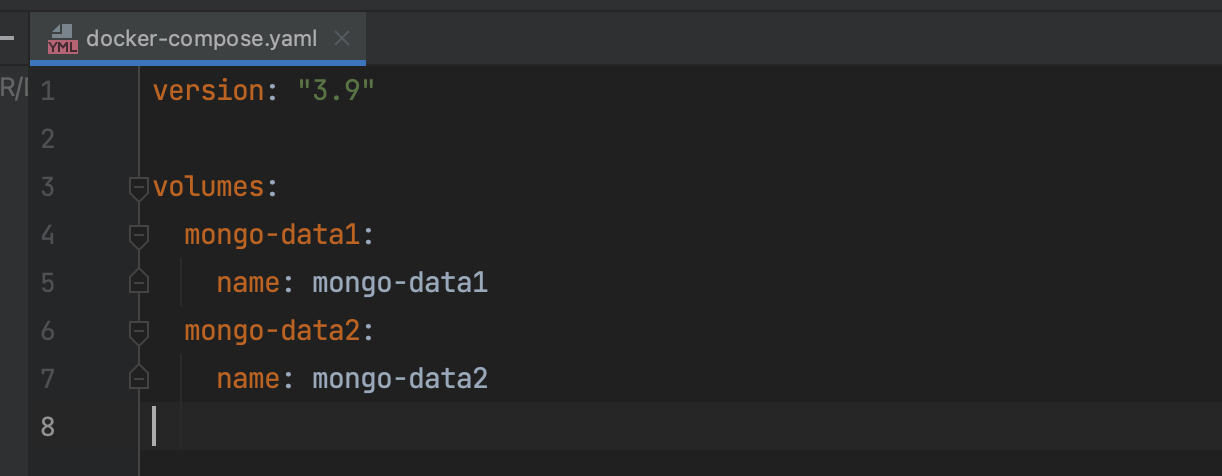 YML docker-compose.yaml
R/
1 version: "3.9"
2
3 volumes:
4 mongo-data1:
5 name: mongo-data1
6 mongo-data2:
7 name: mongo-data2
8